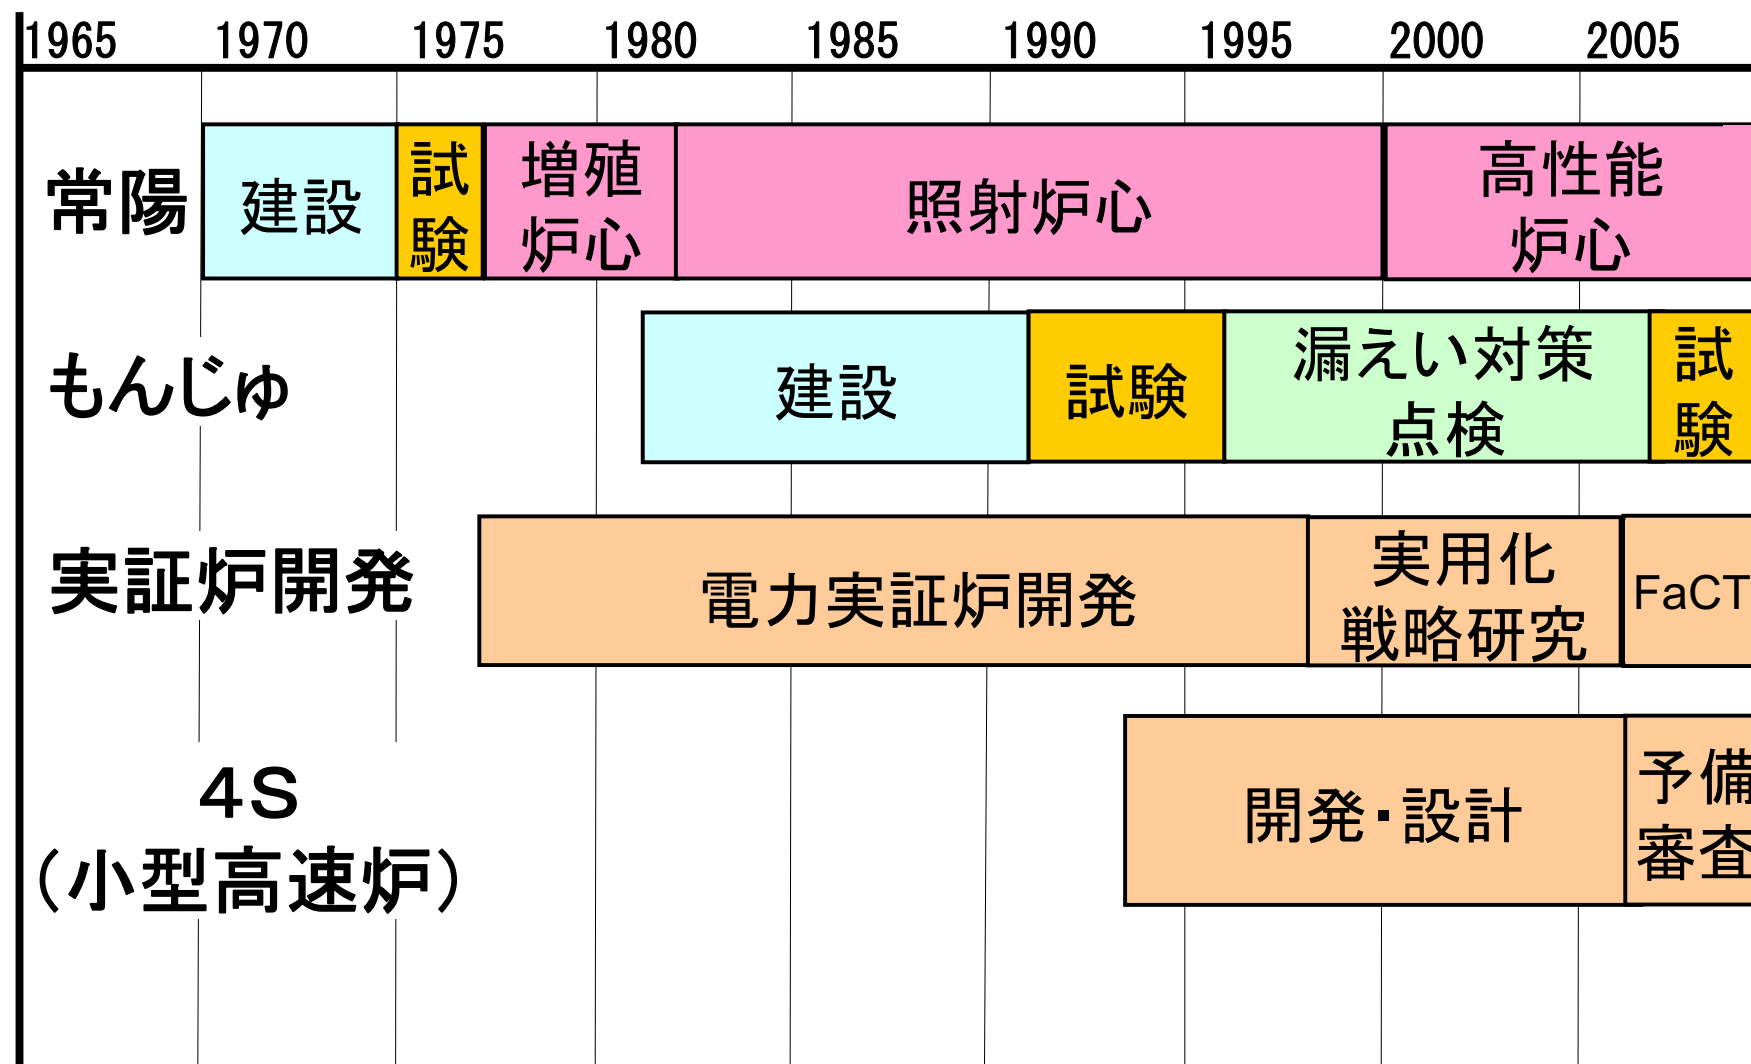 1965 1970 1975 1980 1985 1990 1995 2000 2005
常陽
建設
試
験
増殖
炉心
照射炉心
高性能
炉心
もんじゅ
建設
試験
漏えい対策
点検
試
験
実証炉開発
電力実証炉開発
実用化
戦略研究
FaCT
４Ｓ
（小型高速炉）
開発・設計
予備
審査